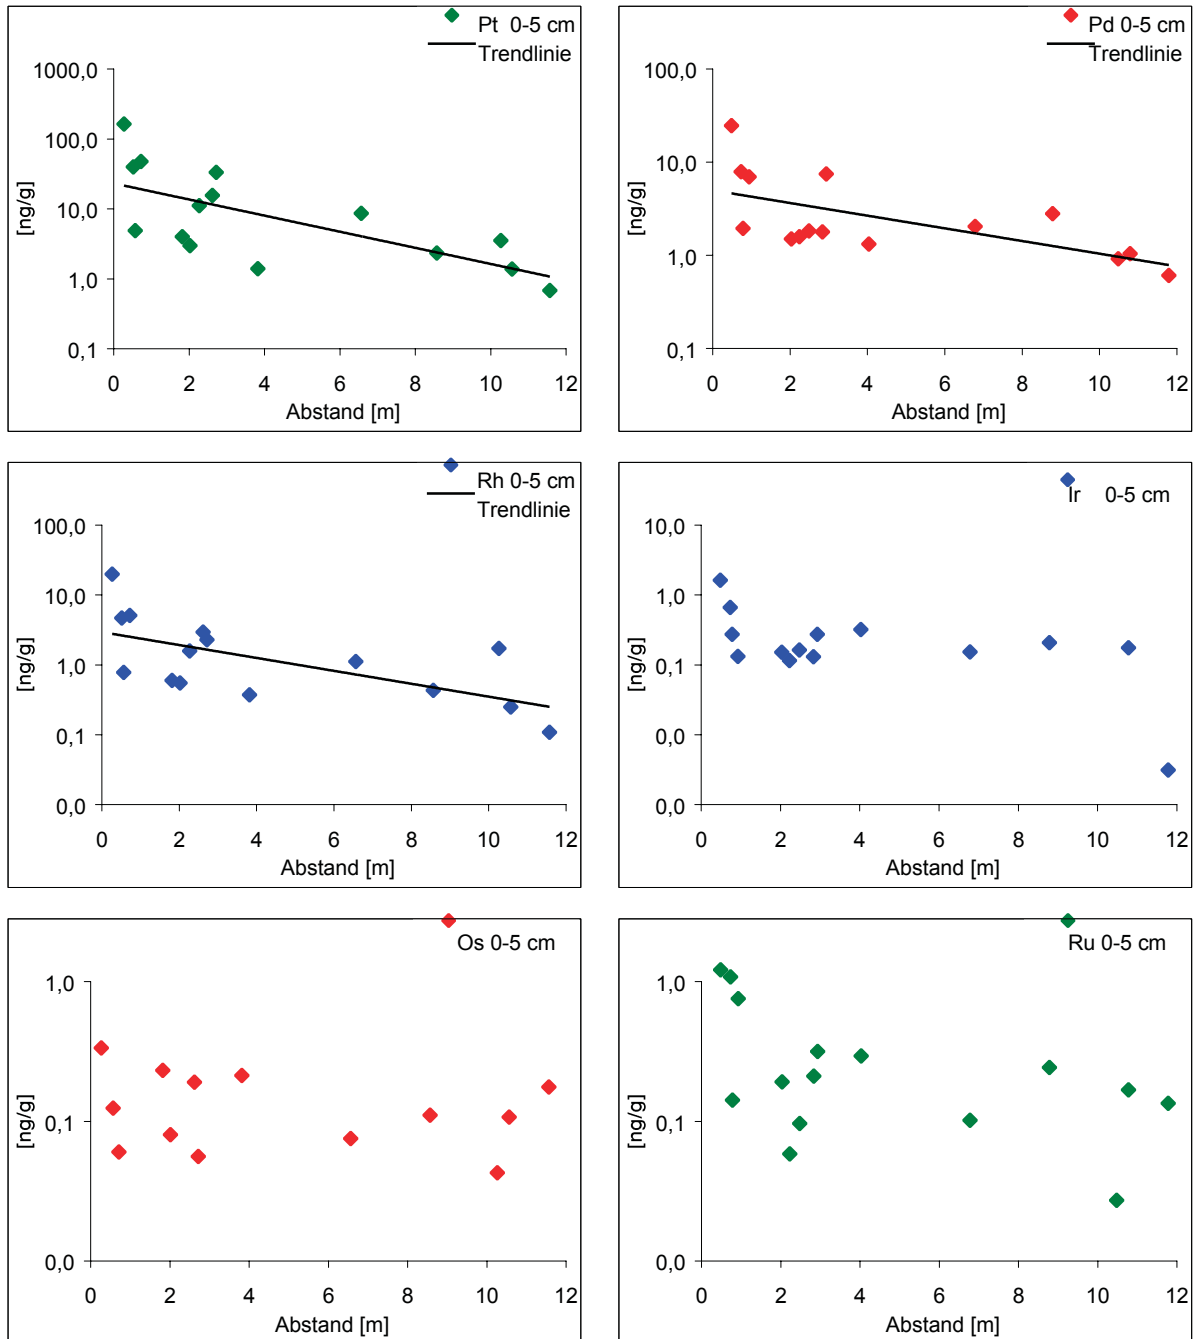 Pt 0-5 cm
Trendlinie
1000,0
100,0
10,0
1,0
0,1
[ng/g]
0 2 4 6 8 10 12
Abstand [m]
Pd 0-5 cm
Trendlinie
100,0
10,0
1,0
0,1
[ng/g]
0 2 4 6 8 10 12
Abstand [m]
Rh 0-5 cm
Trendlinie
100,0
10,0
1,0
0,1
0,0
[ng/g]
0 2 4 6 8 10 12
Abstand [m]
Ir 0-5 cm
10,0
1,0
0,1
0,0
0,0
[ng/g]
0 2 4 6 8 10 12
Abstand [m]
Os 0-5 cm
1,0
0,1
0,0
[ng/g]
0 2 4 6 8 10 12
Abstand [m]
Ru 0-5 cm
1,0
0,1
0,0
[ng/g]
0 2 4 6 8 10 12
Abstand [m]